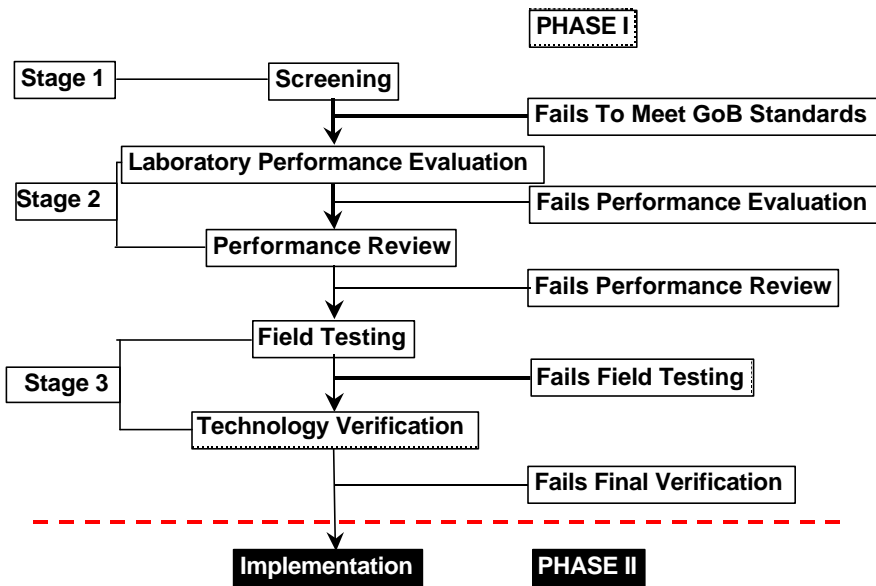 PHASE I
Stage 1
Screening
Fails To Meet GoB Standards
Laboratory Performance Evaluation
Stage 2
Fails Performance Evaluation
Performance Review
Fails Performance Review
Field Testing
Stage 3
Fails Field Testing
Technology Verification
Fails Final Verification
Implementation
PHASE II